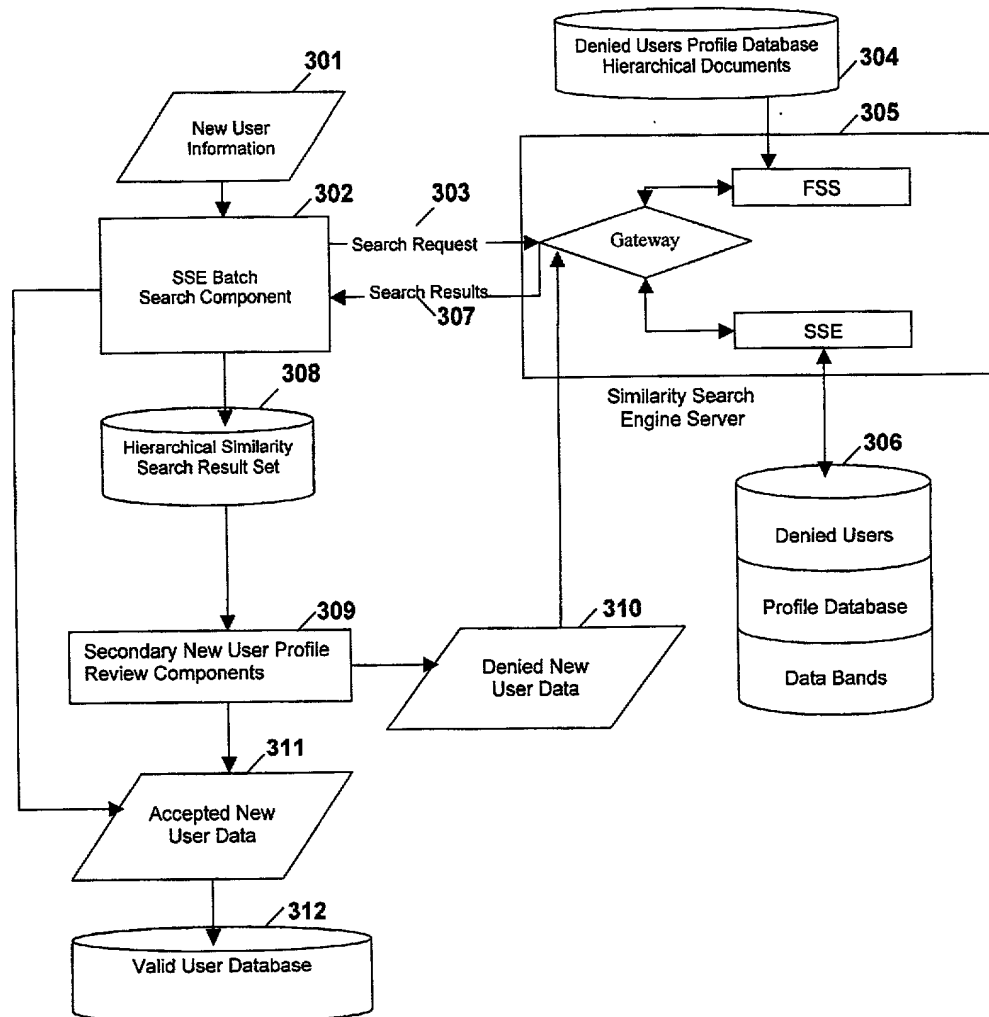 Denied Users Profile Database
Hierarchical Documents
304
301
New User
Information
305
FSS
302
303
Search Request
Gateway
SSE Batch
Search Component
Search Results
307
SSE
308
Similarity Search
Engine Server
Hierarchical Similarity
Search Result Set
306
Denied Users
Profile Database
Data Bands
309
310
Secondary New User Profile
Review Components
Denied New
User Data
311
Accepted New
User Data
312
Valid User Database